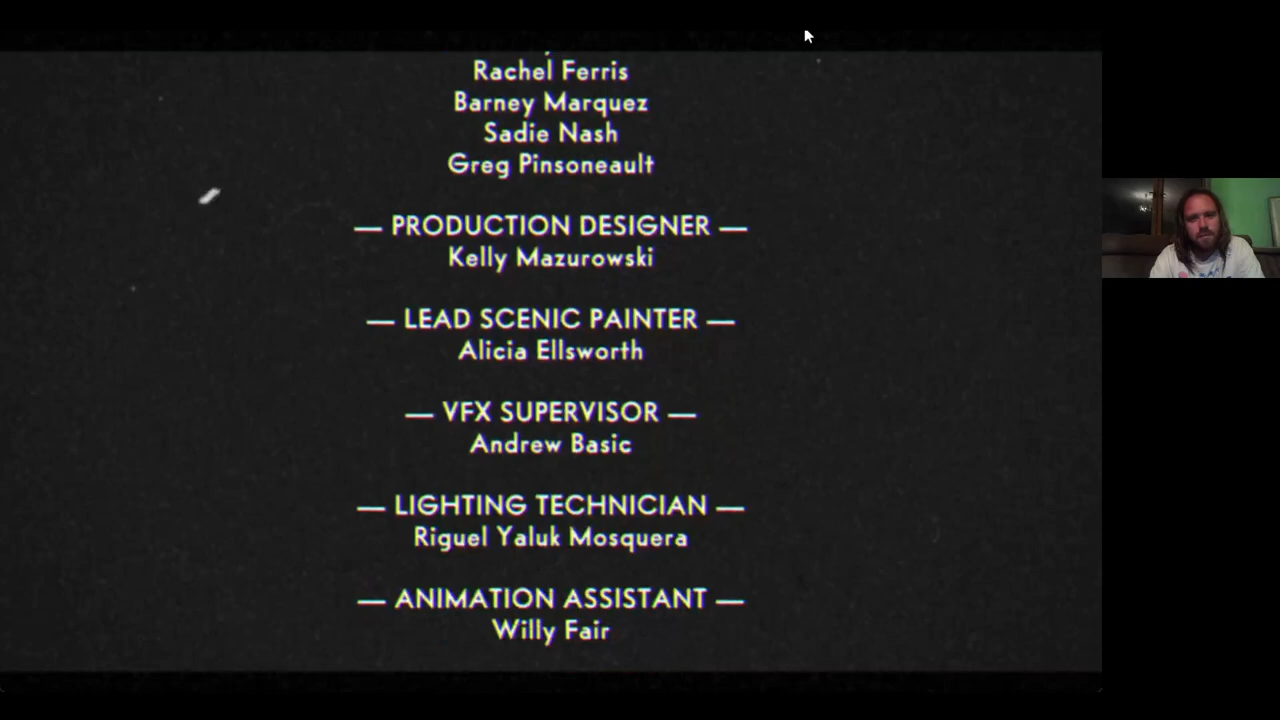 Rachel Ferris
Barney Marquez
Sadie Nash
Greg Pinsoneault
— PRODUCTION DESIGNER —
Kelly Mazurowski
— LEAD SCENIC PAINTER —
Alicia Ellsworth
— VFX SUPERVISOR —
Andrew Basic
— LIGHTING TECHNICIAN —
Riguel Yaluk Mosquera
— ANIMATION ASSISTANT —
Willy Fair